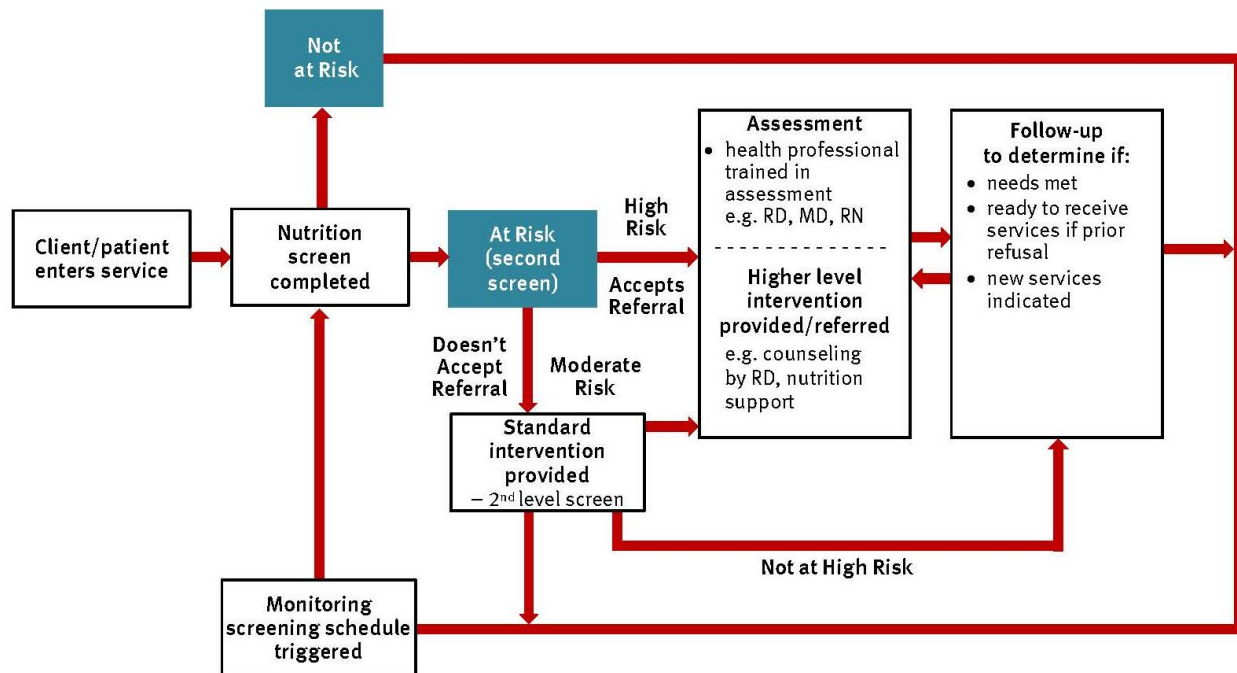 Not
at Risk
Client/patient
enters service
Nutrition
screen
completed
At Risk
(second
screen)
High
Risk
Accepts
Referral
Doesn't
Accept
Referral
Moderate
Risk
Standard
intervention
provided
– 2nd level screen
Assessment
• health professional
trained in
assessment
e.g. RD, MD, RN
Higher level
intervention
provided/referred
e.g. counseling
by RD, nutrition
support
Follow-up
to determine if:
• needs met
• ready to receive
services if prior
refusal
• new services
indicated
Not at High Risk
Monitoring
screening schedule
triggered